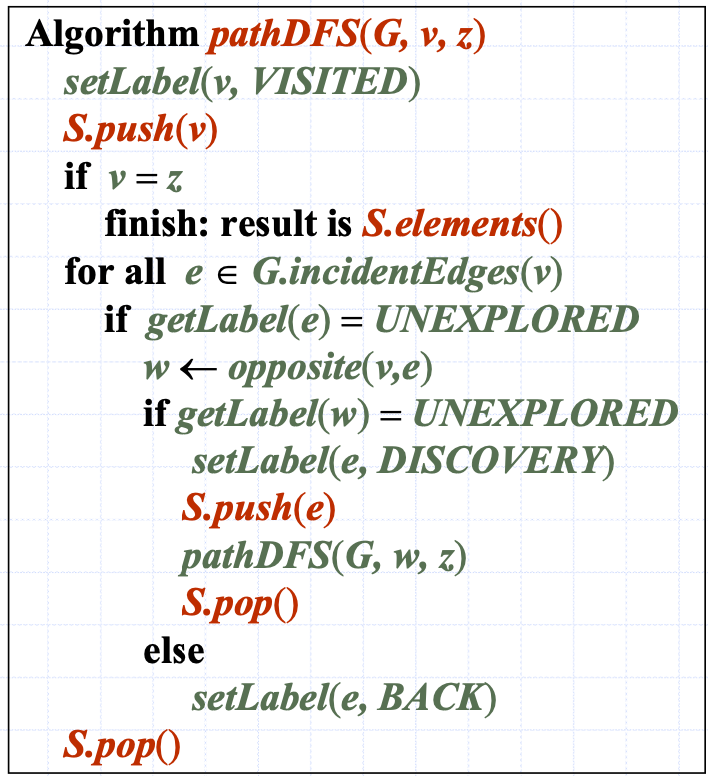 Algorithm pathDFS(G, v, z)
setLabel(v, VISITED)
S.push(v)
if v = z
finish: result is S.elements()
for all e ∈ G.incidentEdges(v)
if getLabel(e) = UNEXPLORED
w ← opposite(v,e)
if getLabel(w) = UNEXPLORED
setLabel(e, DISCOVERY)
S.push(e)
pathDFS(G, w, z)
S.pop()
else
setLabel(e, BACK)
S.pop()